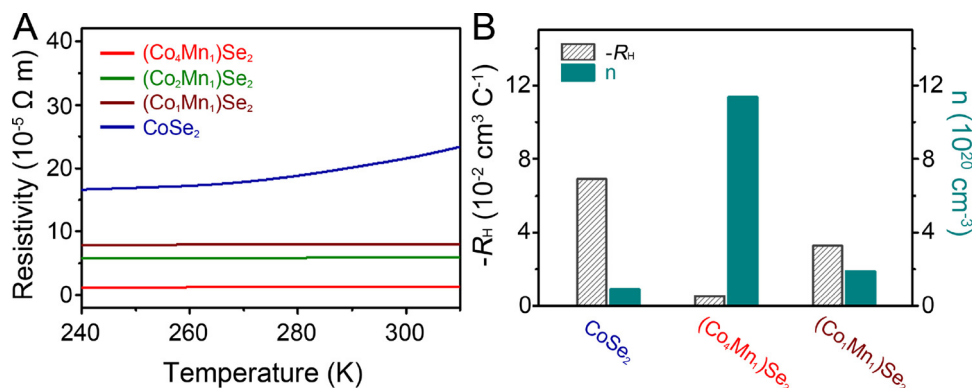 A
Resistivity (10⁻⁵ Ω m)
40
30
20
10
0
(Co₄Mn₁)Se₂
(Co₂Mn₁)Se₂
(Co₁Mn₁)Se₂
CoSe₂
240 260 280 300
Temperature (K)
B
-R_H (10⁻² cm³ C⁻¹)
12
8
4
0
-R_H
n
12
8
4
0
n (10²⁰ cm⁻³)
CoSe₂
(Co₄Mn₁)Se₂
(Co₁Mn₁)Se₂